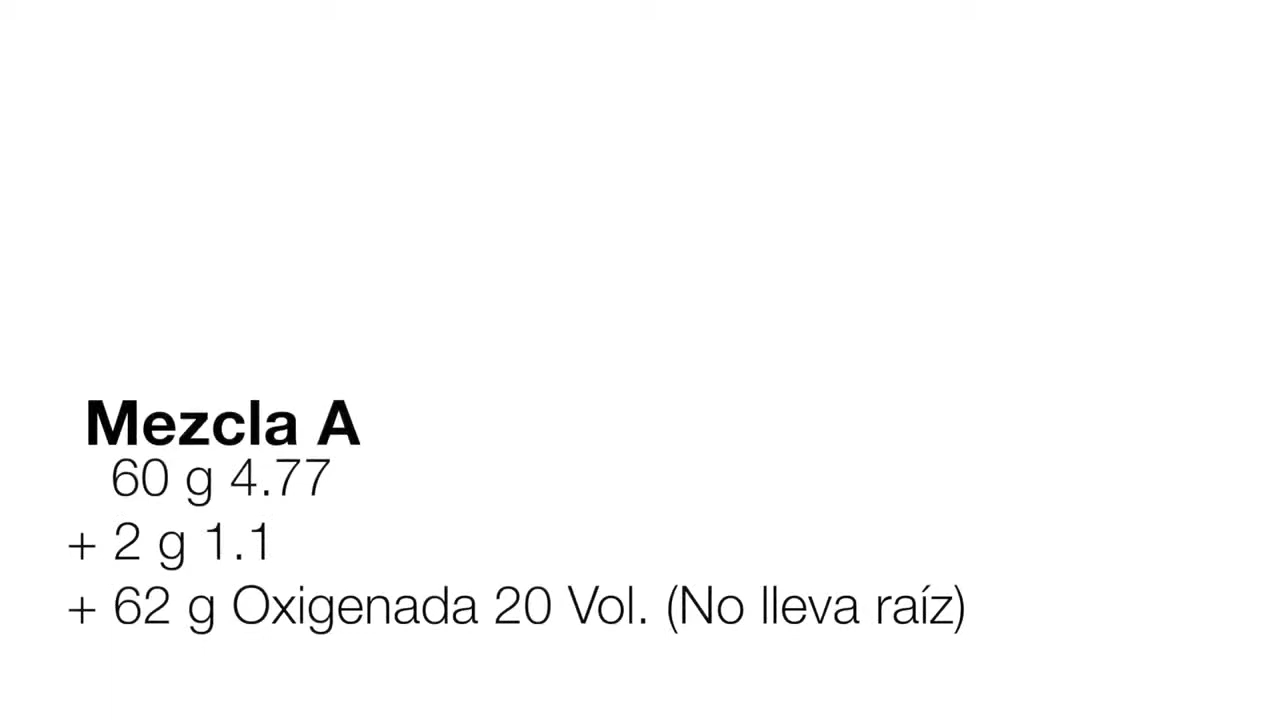 Mezcla A
60 g 4.77
+ 2 g 1.1
+ 62 g Oxigenada 20 Vol. (No lleva raíz)